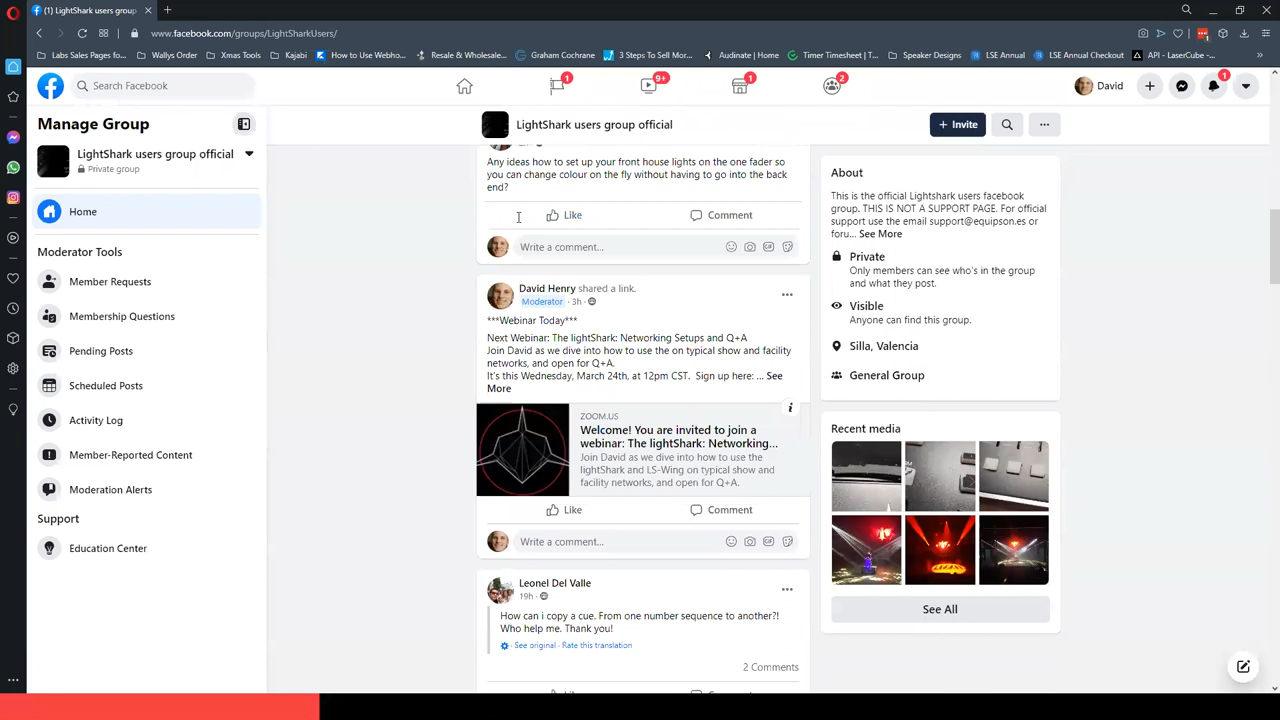 (1) LightShark users group
www.facebook.com/groups/LightSharkUsers/
Labs Sales Pages fo...
Wallys Order
Xmas Tools
Kajabi
How to Use Webho...
Resale & Wholesale...
Graham Cochrane
3 Steps To Sell Mor...
Audinate | Home
Timer Timesheet | T...
Speaker Designs
LSE Annual
LSE Annual Checkout
API - LaserCube -...
Search Facebook
1
9+
1
2
David
1
Manage Group
LightShark users group official
Private group
Home
Moderator Tools
Member Requests
Membership Questions
Pending Posts
Scheduled Posts
Activity Log
Member-Reported Content
Moderation Alerts
Support
Education Center
LightShark users group official
+ Invite
Any ideas how to set up your front house lights on the one fader so
you can change colour on the fly without having to go into the back
end?
Like
Comment
Write a comment...
David Henry shared a link.
Moderator · 3h ·
***Webinar Today***
Next Webinar: The lightShark: Networking Setups and Q+A
Join David as we dive into how to use the on typical show and facility
networks, and open for Q+A.
It's this Wednesday, March 24th, at 12pm CST. Sign up here: ... See
More
ZOOM.US
Welcome! You are invited to join a
webinar: The lightShark: Networking...
Join David as we dive into how to use the
lightShark and LS-Wing on typical show and
facility networks, and open for Q+A.
Like
Comment
Write a comment...
Leonel Del Valle
19h ·
How can i copy a cue. From one number sequence to another?!
Who help me. Thank you!
· See original · Rate this translation
2 Comments
About
This is the official Lightshark users facebook
group. THIS IS NOT A SUPPORT PAGE. For official
support use the email support@equipson.es or
foru... See More
Private
Only members can see who's in the group
and what they post.
Visible
Anyone can find this group.
Silla, Valencia
General Group
Recent media
See All